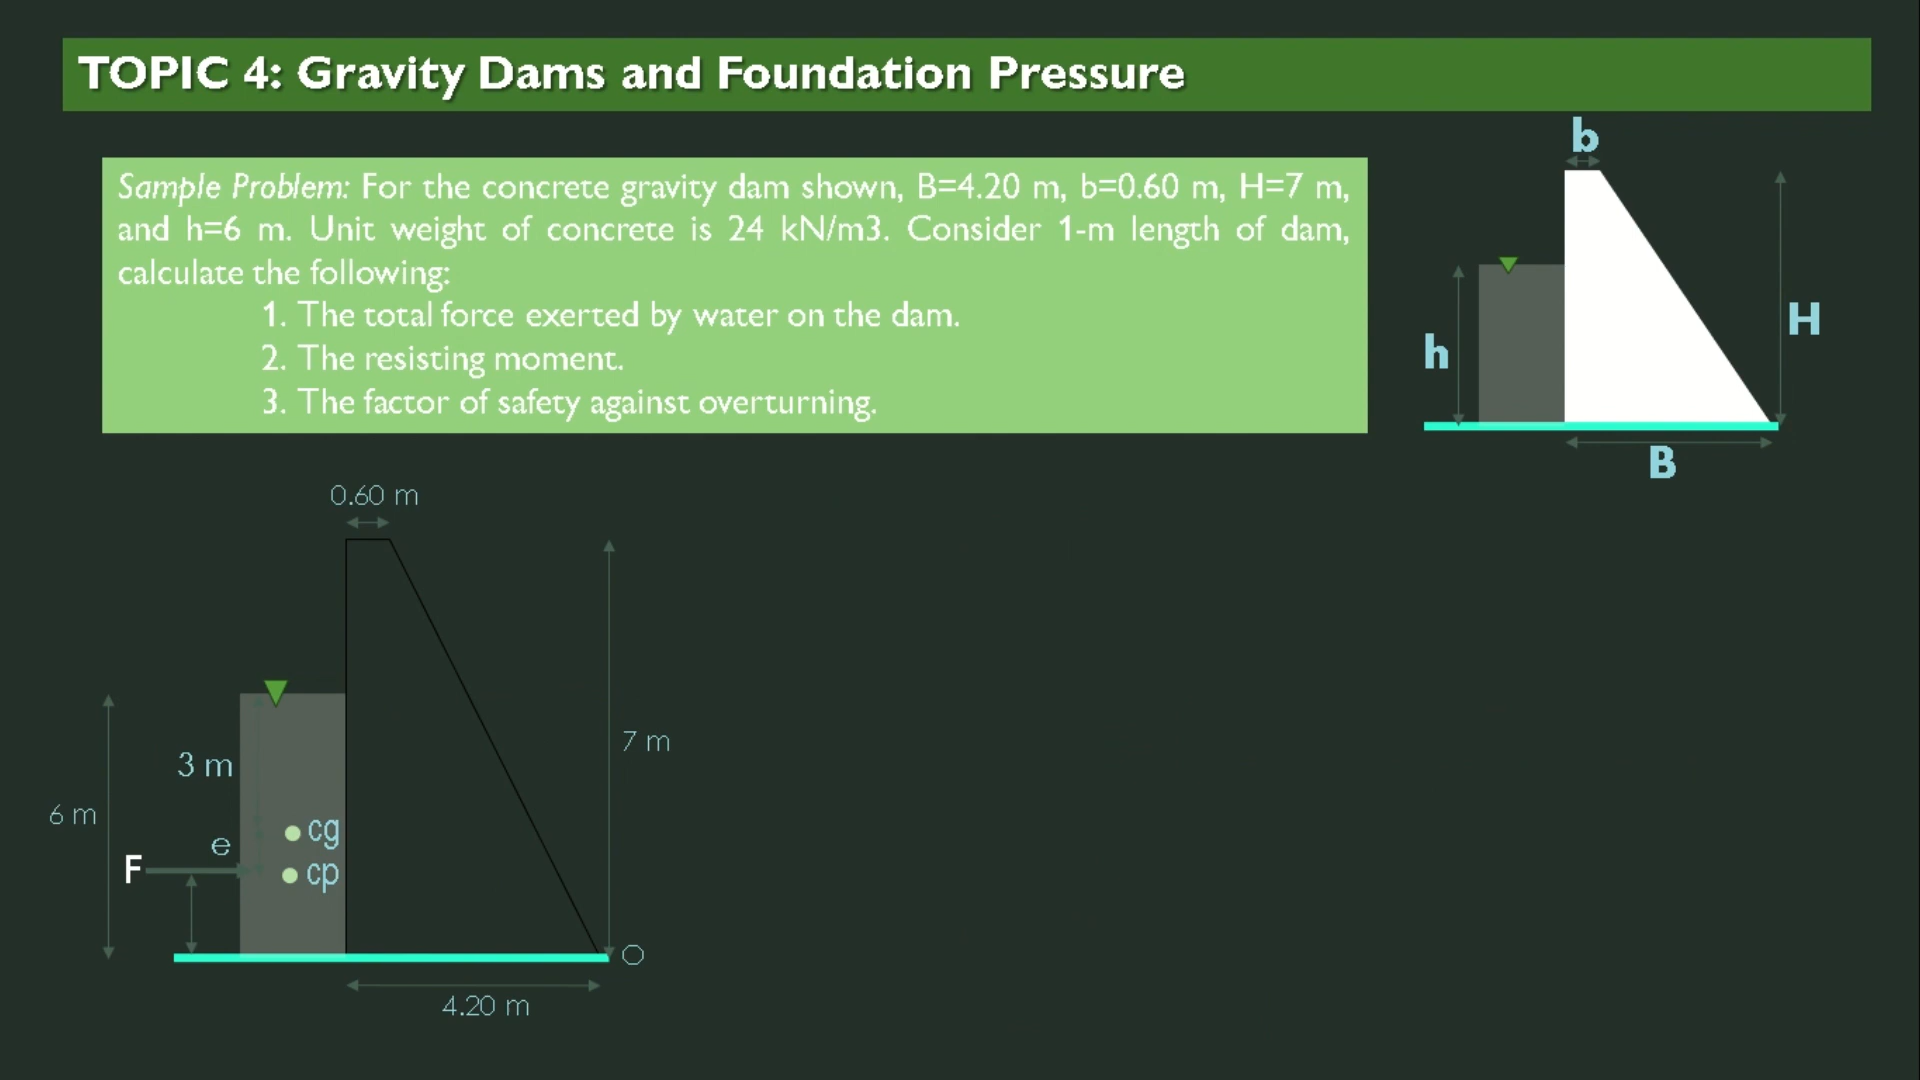 TOPIC 4: Gravity Dams and Foundation Pressure
Sample Problem: For the concrete gravity dam shown, B=4.20 m, b=0.60 m, H=7 m,
and h=6 m. Unit weight of concrete is 24 kN/m3. Consider 1-m length of dam,
calculate the following:
1. The total force exerted by water on the dam.
2. The resisting moment.
3. The factor of safety against overturning.
b
h
H
B
0.60 m
7 m
3 m
6 m
e
cg
F
cp
O
4.20 m